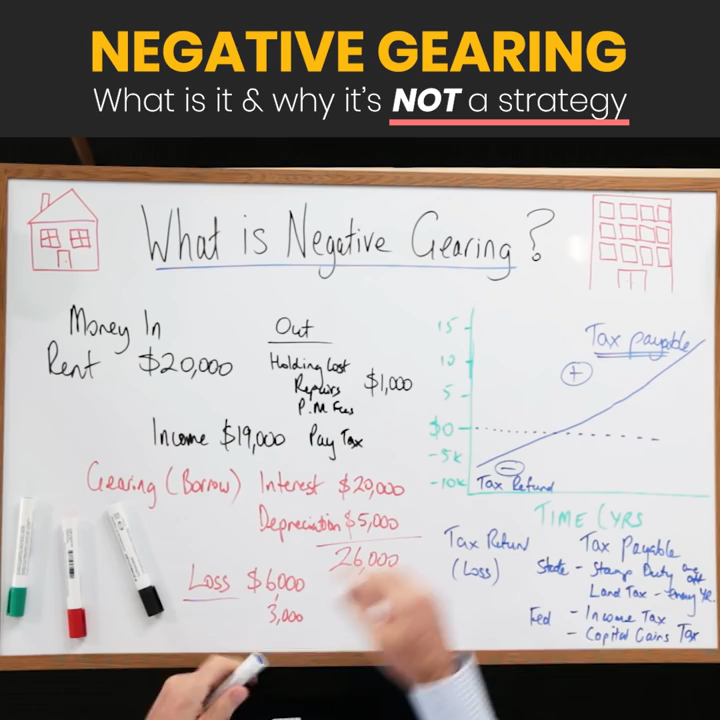 NEGATIVE GEARING
What is it & why it's NOT a strategy
What is Negative Gearing?
Money In
Rent $20,000
Out
Holding Cost
Repairs
P.M Fees
$1,000
Income $19,000 Pay Tax
Gearing (Borrow) Interest $20,000
Depreciation $5,000
26,000
Loss $6000
3,000
15
10
5
$0
-5K
-10K
Tax payable
+
-
Tax Refund
TIME (YRS
Tax Refund
(Loss)
Tax Payable
State - Stamp Duty one off
Land Tax - Every Yr.
Fed - Income Tax
- Capital Gains Tax